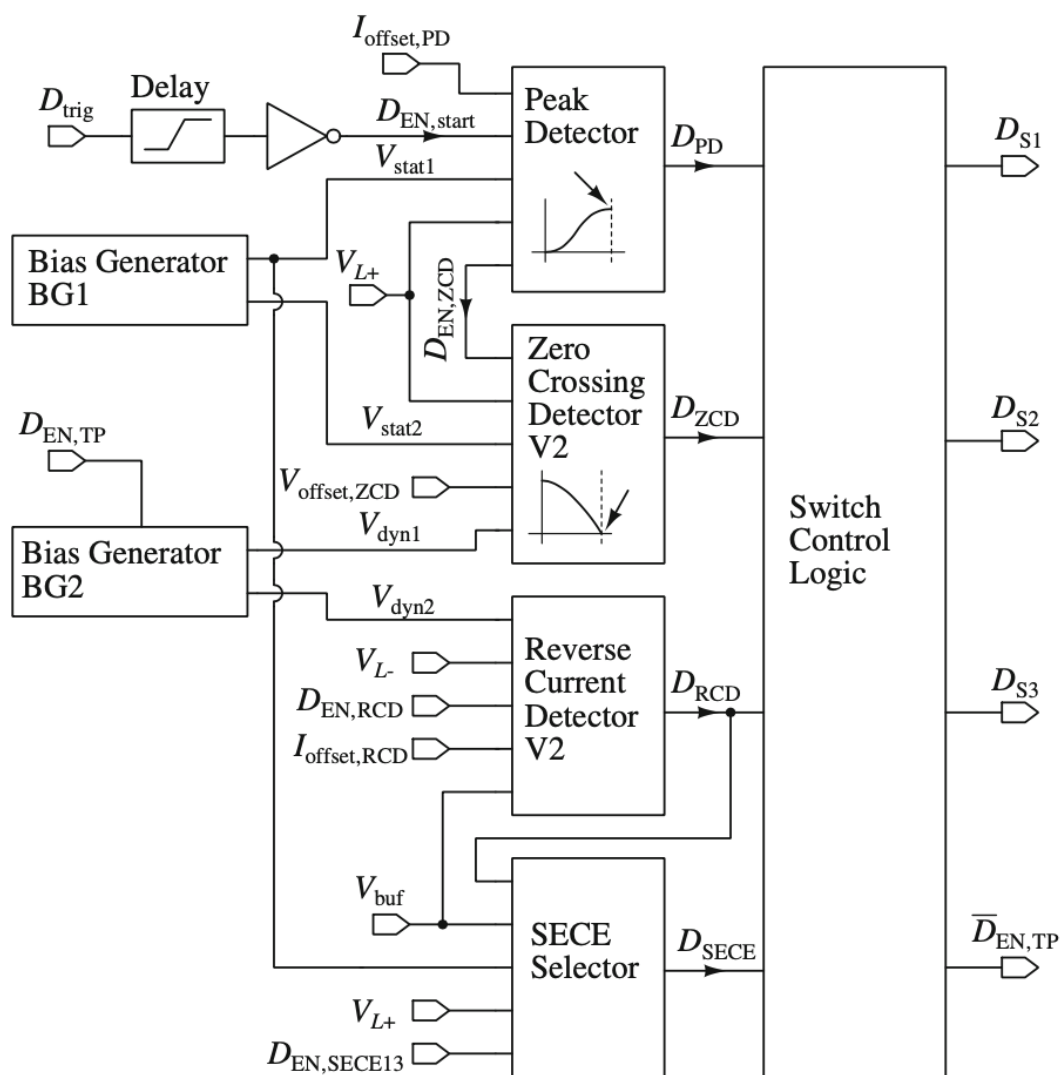 I_offset,PD
Delay
D_trig
D_EN,start
V_stat1
Peak
Detector
D_PD
D_S1
Bias Generator
BG1
V_L+
D_EN,ZCD
Zero
Crossing
Detector
V2
D_ZCD
D_S2
V_stat2
D_EN,TP
V_offset,ZCD
V_dyn1
Switch
Control
Logic
Bias Generator
BG2
V_dyn2
V_L-
D_EN,RCD
I_offset,RCD
Reverse
Current
Detector
V2
D_RCD
D_S3
V_buf
SECE
Selector
D_SECE
D̅_EN,TP
V_L+
D_EN,SECE13